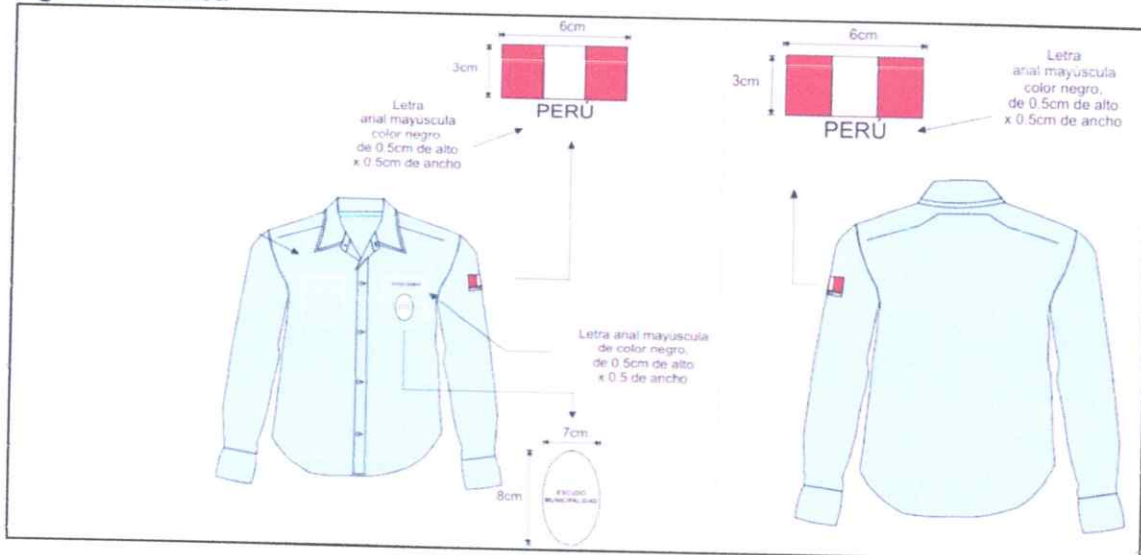 6cm
3cm
PERÚ
Letra
arial mayúscula
color negro,
de 0.5cm de alto
x 0.5cm de ancho
6cm
3cm
PERÚ
Letra
arial mayúscula
color negro,
de 0.5cm de alto
x 0.5cm de ancho
Letra arial mayúscula
de color negro,
de 0.5cm de alto
x 0.5 de ancho
7cm
8cm
ESCUDO
MUNICIPALIDAD